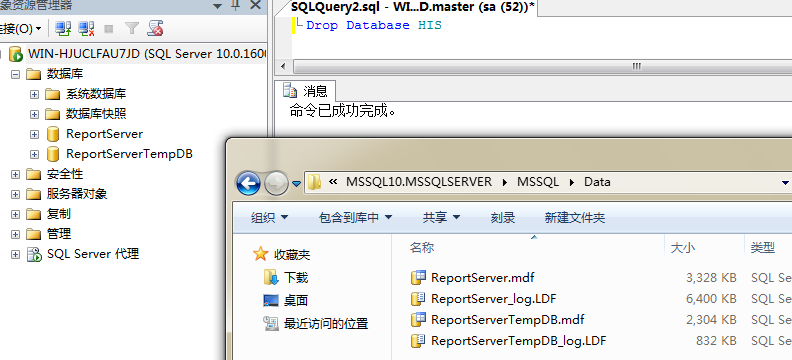 象资源管理器
SQLQuery2.sql - WI...D.master (sa (52))*
连接(O)
Drop Database HIS
WIN-HJUCLFAU7JD (SQL Server 10.0.1600
数据库
系统数据库
数据库快照
ReportServer
ReportServerTempDB
安全性
服务器对象
复制
管理
SQL Server 代理
消息
命令已成功完成。
« MSSQL10.MSSQLSERVER MSSQL Data
组织 包含到库中 共享 刻录 新建文件夹
收藏夹
下载
桌面
最近访问的位置
名称 大小 类型
ReportServer.mdf 3,328 KB SQL Se
ReportServer_log.LDF 6,400 KB SQL Se
ReportServerTempDB.mdf 2,304 KB SQL Se
ReportServerTempDB_log.LDF 832 KB SQL Se